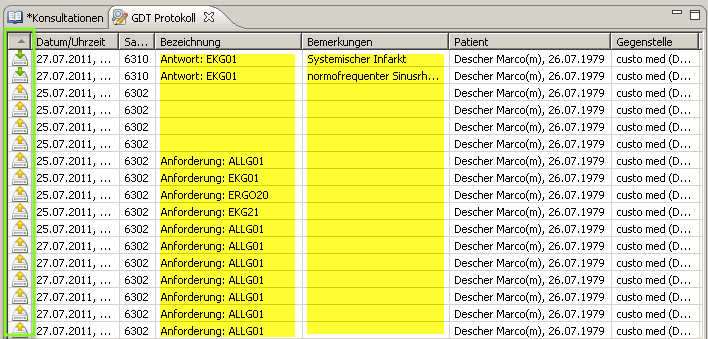 *Konsultationen GDT Protokoll
Datum/Uhrzeit Sa... Bezeichnung Bemerkungen Patient Gegenstelle
27.07.2011, ... 6310 Antwort: EKG01 Systemischer Infarkt Descher Marco(m), 26.07.1979 custo med (D...
27.07.2011, ... 6310 Antwort: EKG01 normofrequenter Sinusrh... Descher Marco(m), 26.07.1979 custo med (D...
25.07.2011, ... 6302 Descher Marco(m), 26.07.1979 custo med (D...
25.07.2011, ... 6302 Descher Marco(m), 26.07.1979 custo med (D...
25.07.2011, ... 6302 Descher Marco(m), 26.07.1979 custo med (D...
25.07.2011, ... 6302 Descher Marco(m), 26.07.1979 custo med (D...
25.07.2011, ... 6302 Anforderung: ALLG01 Descher Marco(m), 26.07.1979 custo med (D...
25.07.2011, ... 6302 Anforderung: EKG01 Descher Marco(m), 26.07.1979 custo med (D...
25.07.2011, ... 6302 Anforderung: ERGO20 Descher Marco(m), 26.07.1979 custo med (D...
25.07.2011, ... 6302 Anforderung: EKG21 Descher Marco(m), 26.07.1979 custo med (D...
27.07.2011, ... 6302 Anforderung: ALLG01 Descher Marco(m), 26.07.1979 custo med (D...
27.07.2011, ... 6302 Anforderung: ALLG01 Descher Marco(m), 26.07.1979 custo med (D...
27.07.2011, ... 6302 Anforderung: ALLG01 Descher Marco(m), 26.07.1979 custo med (D...
27.07.2011, ... 6302 Anforderung: ALLG01 Descher Marco(m), 26.07.1979 custo med (D...
27.07.2011, ... 6302 Anforderung: ALLG01 Descher Marco(m), 26.07.1979 custo med (D...
27.07.2011, ... 6302 Anforderung: ALLG01 Descher Marco(m), 26.07.1979 custo med (D...
27.07.2011, ... 6302 Anforderung: ALLG01 Descher Marco(m), 26.07.1979 custo med (D...